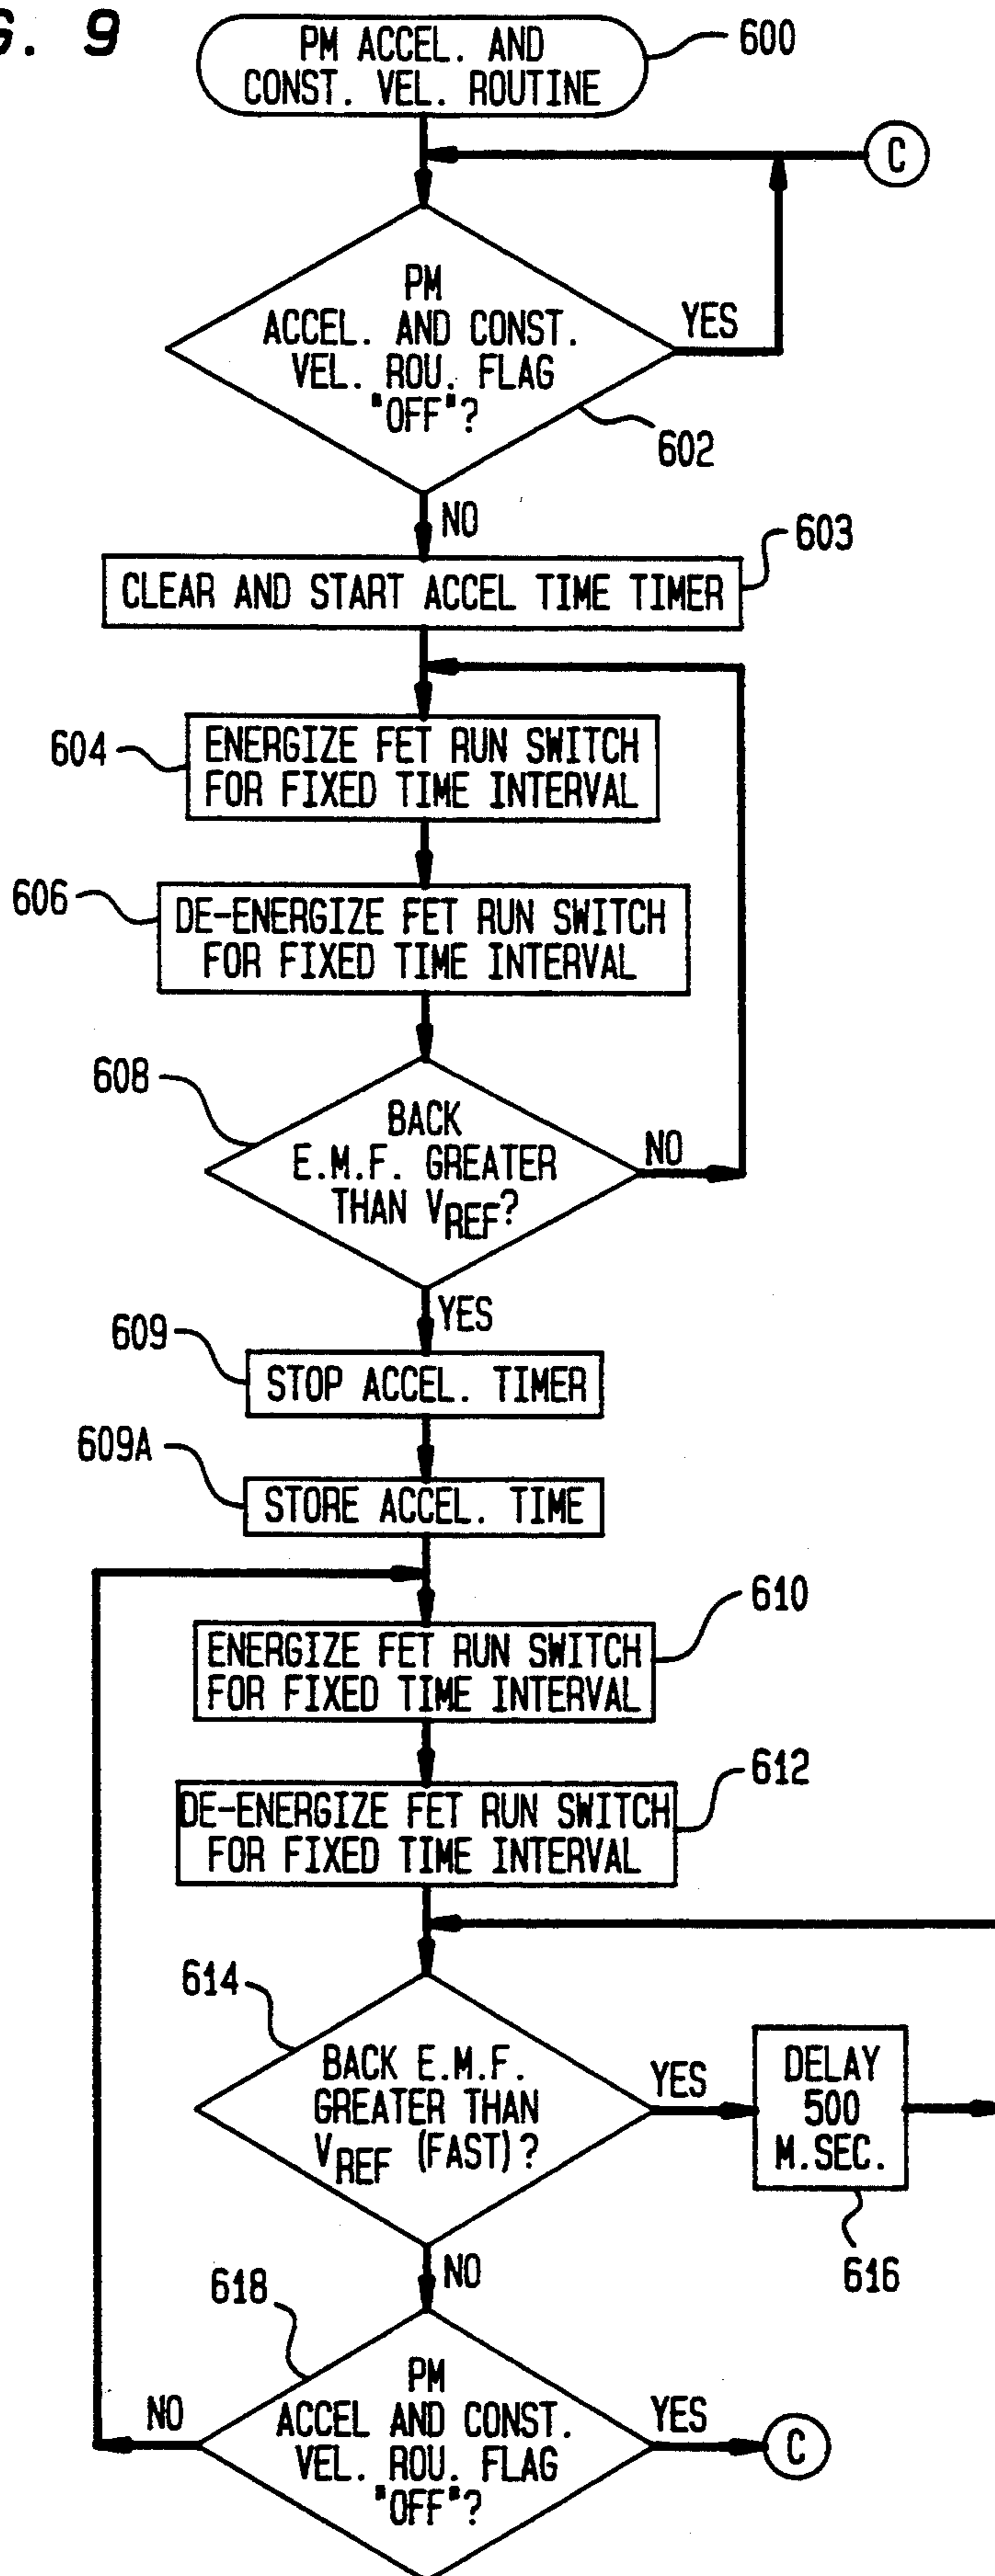 G. 9
PM ACCEL. AND
CONST. VEL. ROUTINE
600
C
PM
ACCEL. AND CONST.
VEL. ROU. FLAG
"OFF"?
YES
602
NO
603
CLEAR AND START ACCEL TIME TIMER
604
ENERGIZE FET RUN SWITCH
FOR FIXED TIME INTERVAL
606
DE-ENERGIZE FET RUN SWITCH
FOR FIXED TIME INTERVAL
608
BACK
E.M.F. GREATER
THAN VREF?
NO
YES
609
STOP ACCEL. TIMER
609A
STORE ACCEL. TIME
610
ENERGIZE FET RUN SWITCH
FOR FIXED TIME INTERVAL
612
DE-ENERGIZE FET RUN SWITCH
FOR FIXED TIME INTERVAL
614
BACK E.M.F.
GREATER THAN
VREF (FAST)?
YES
DELAY
500
M.SEC.
616
NO
618
PM
ACCEL AND CONST.
VEL. ROU. FLAG
"OFF"?
NO
YES
C